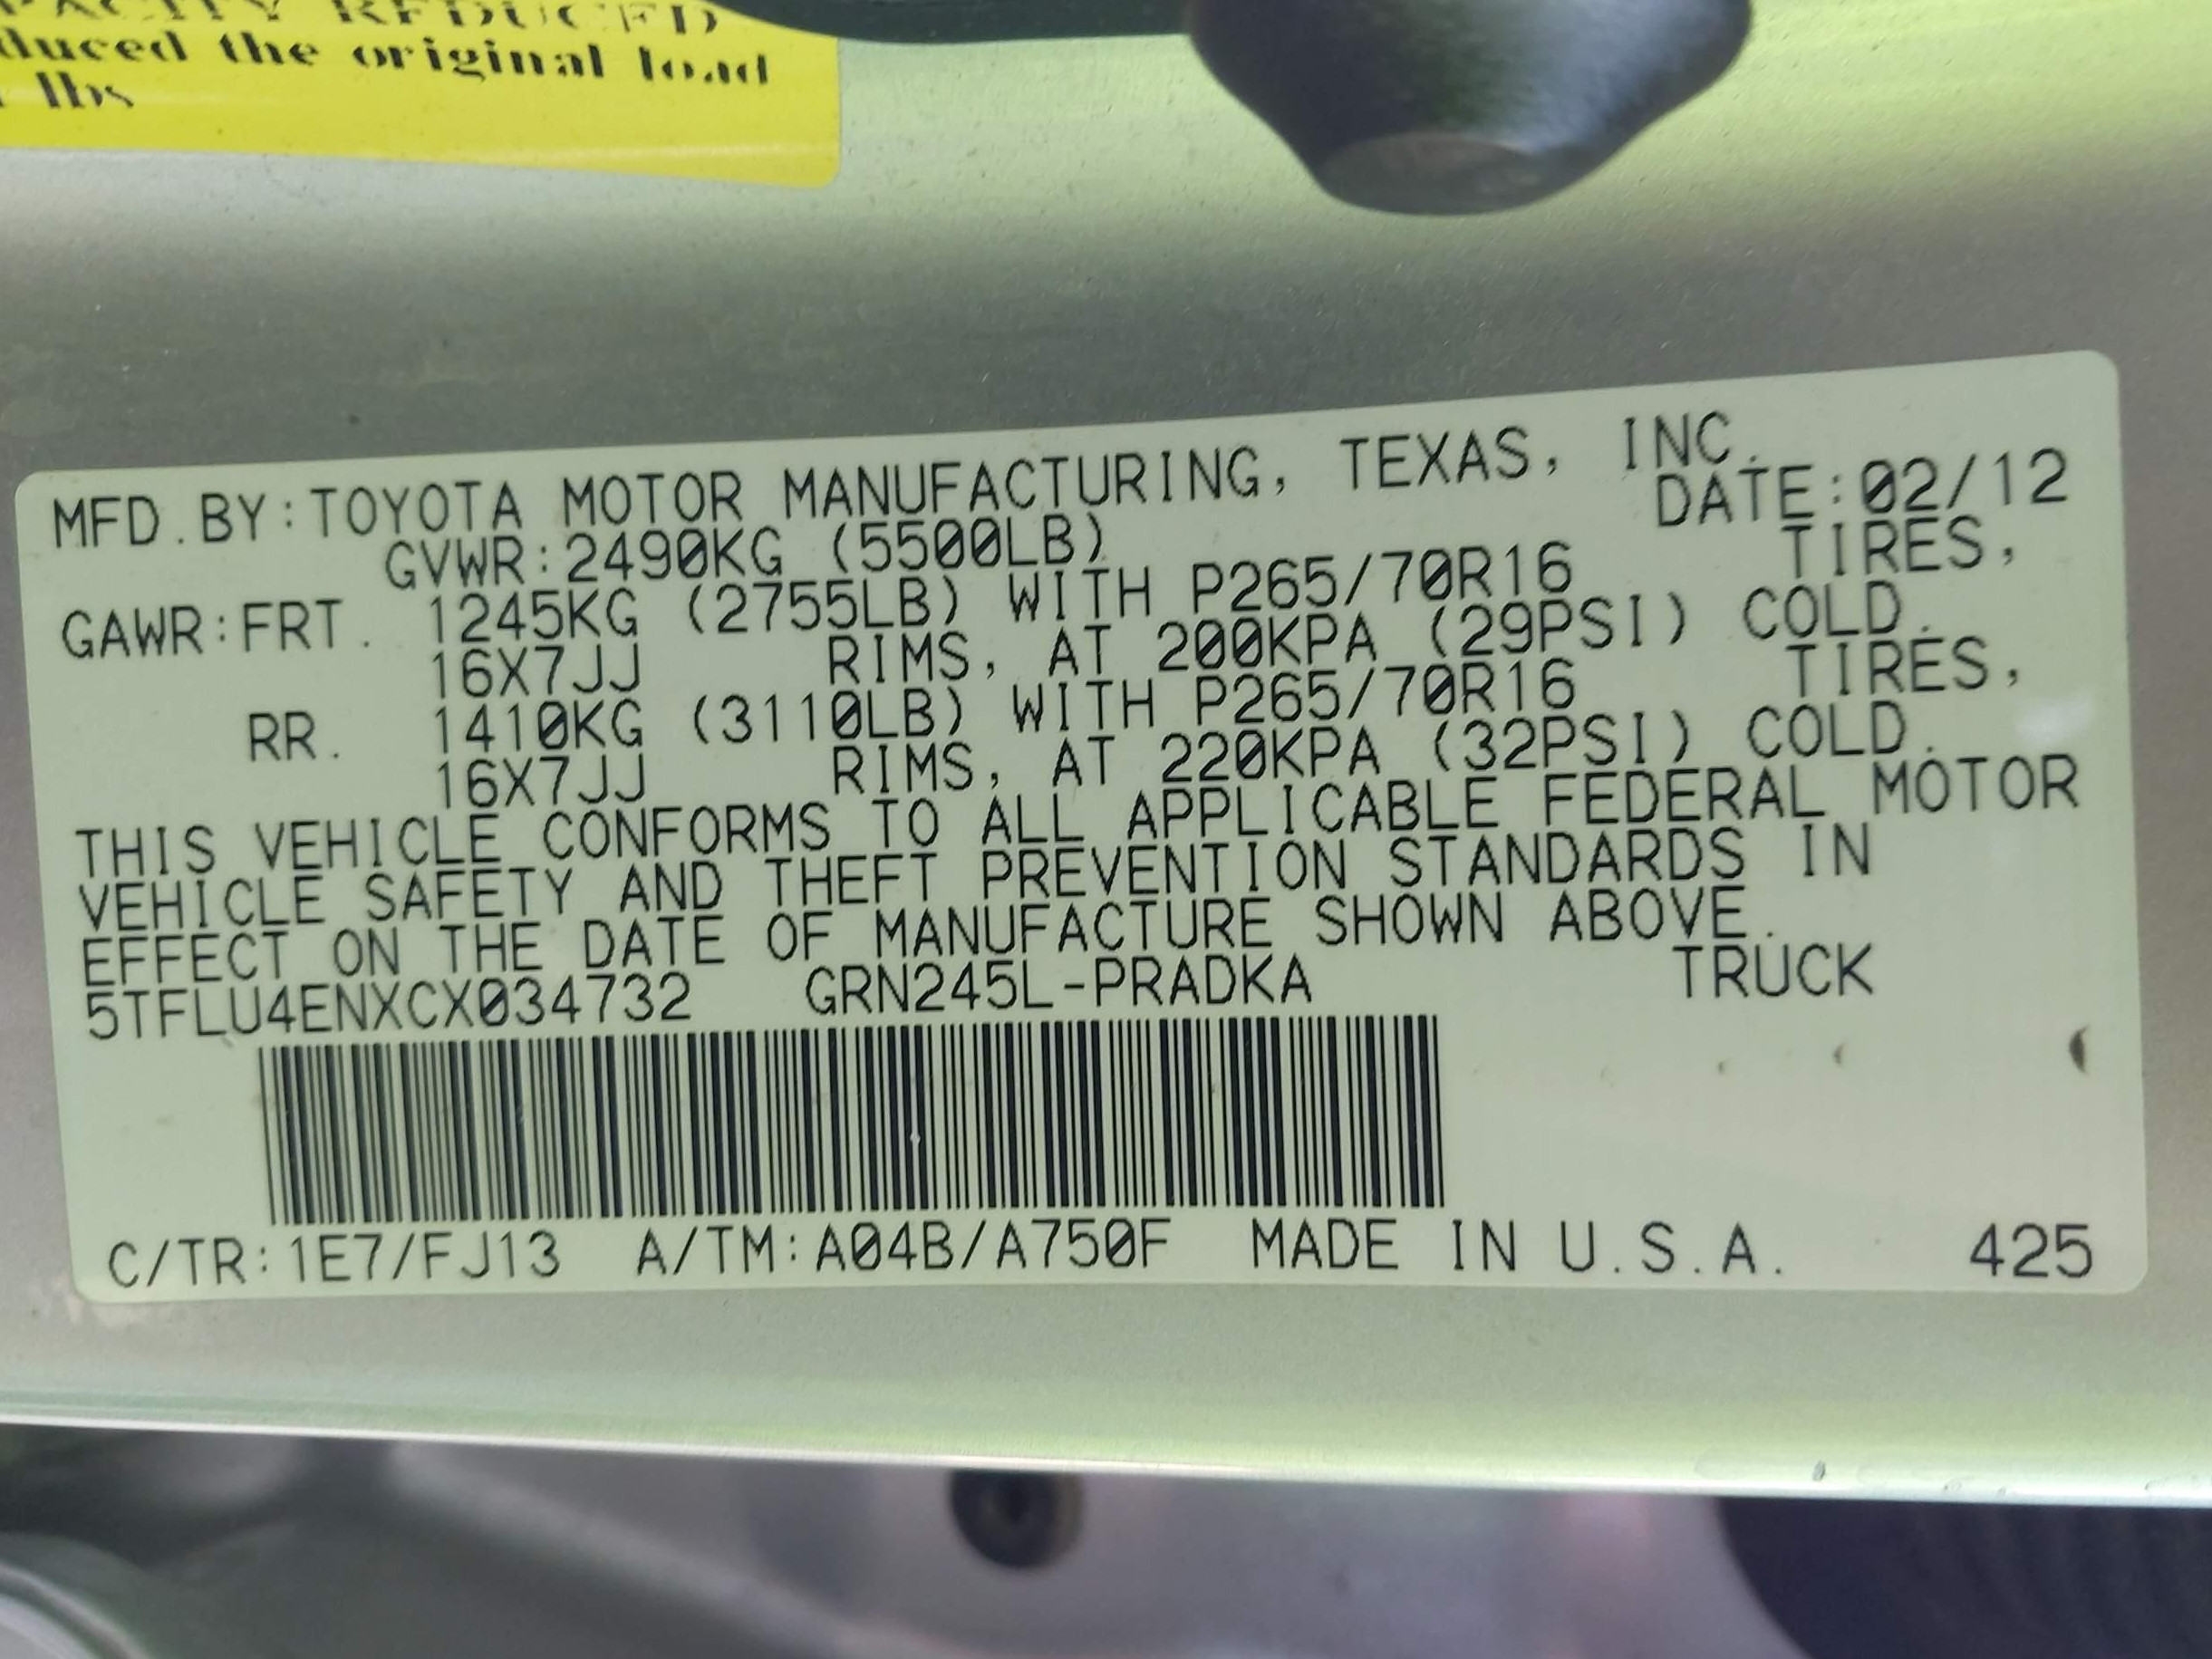 CAPACITY REDUCED
duced the original load
lbs
MFD.BY:TOYOTA MOTOR MANUFACTURING, TEXAS, INC.
GVWR:2490KG (5500LB) DATE:02/12
GAWR:FRT. 1245KG (2755LB) WITH P265/70R16 TIRES,
16X7JJ RIMS, AT 200KPA (29PSI) COLD.
RR. 1410KG (3110LB) WITH P265/70R16 TIRES,
16X7JJ RIMS, AT 220KPA (32PSI) COLD.
THIS VEHICLE CONFORMS TO ALL APPLICABLE FEDERAL MOTOR
VEHICLE SAFETY AND THEFT PREVENTION STANDARDS IN
EFFECT ON THE DATE OF MANUFACTURE SHOWN ABOVE.
5TFLU4ENXCX034732 GRN245L-PRADKA TRUCK
C/TR:1E7/FJ13 A/TM:A04B/A750F MADE IN U.S.A. 425